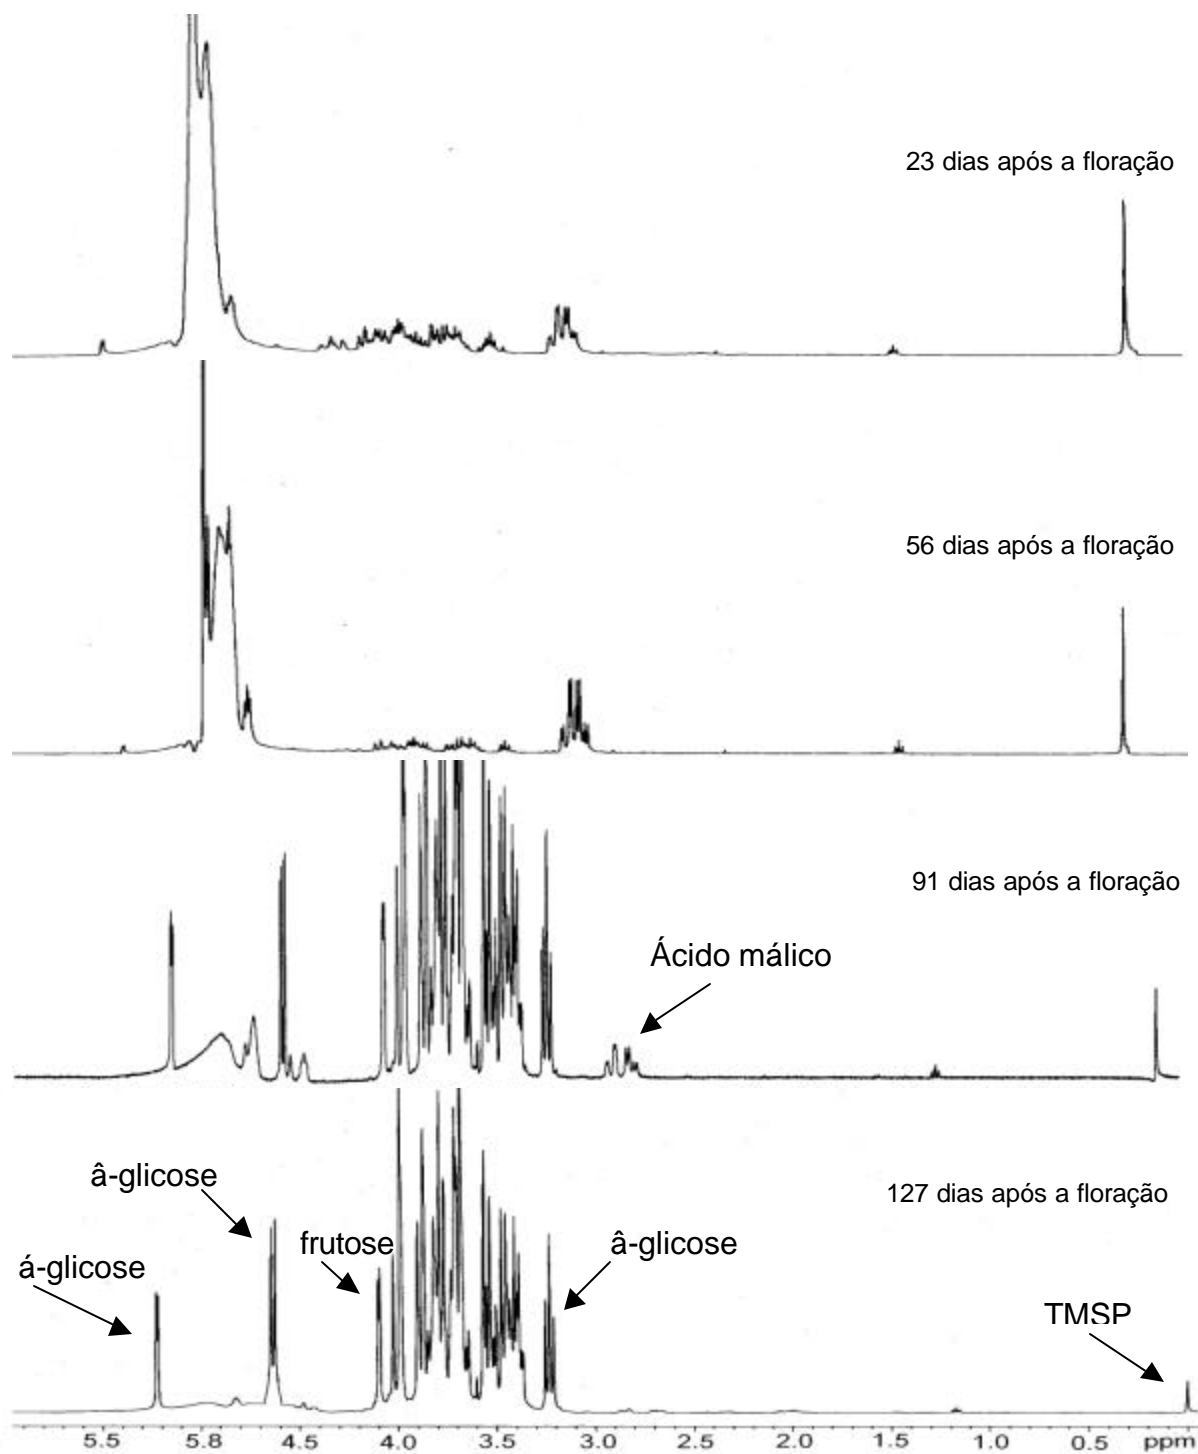 23 dias após a floração
56 dias após a floração
91 dias após a floração
Ácido málico
127 dias após a floração
â-glicose
frutose
â-glicose
á-glicose
TMSP
5.5 5.8 4.5 4.0 3.5 3.0 2.5 2.0 1.5 1.0 0.5 ppm